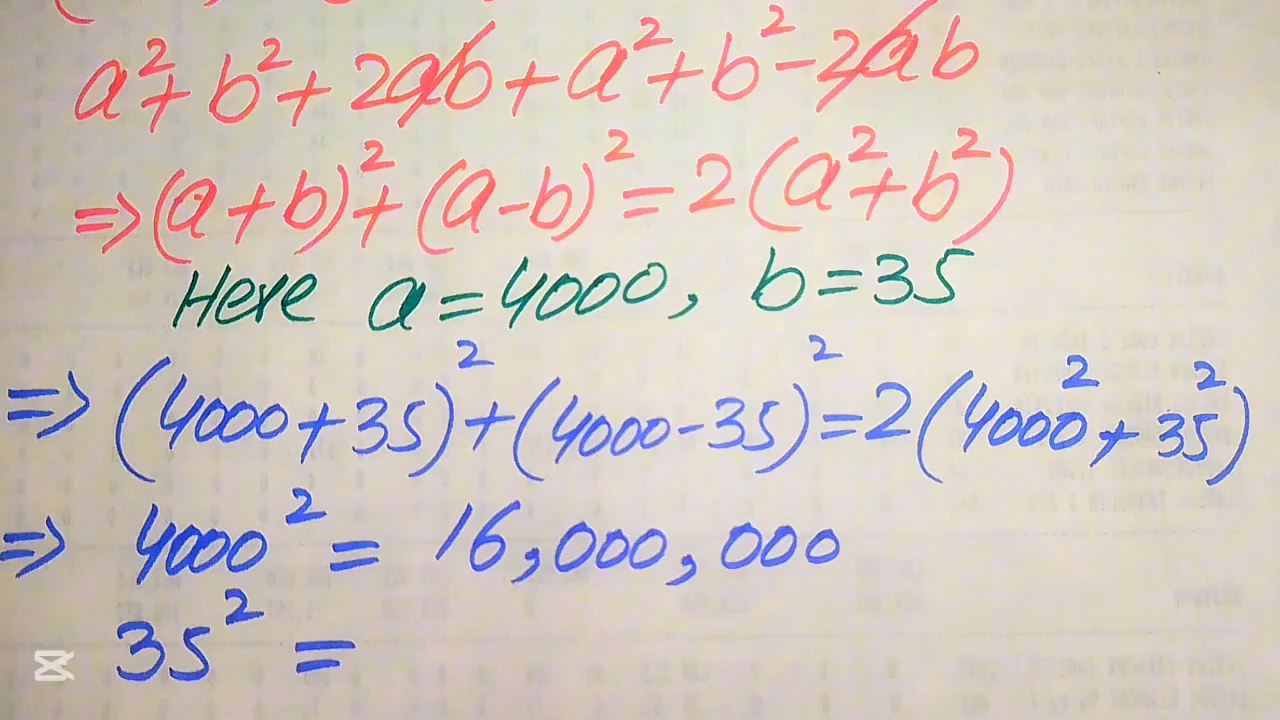 a²+b²+2ab+a²+b²-2ab
=>(a+b)²+(a-b)²=2(a²+b²)
Here a=4000, b=35
=> (4000+35)²+(4000-35)²=2(4000²+35²)
=> 4000² = 16,000,000
35² =